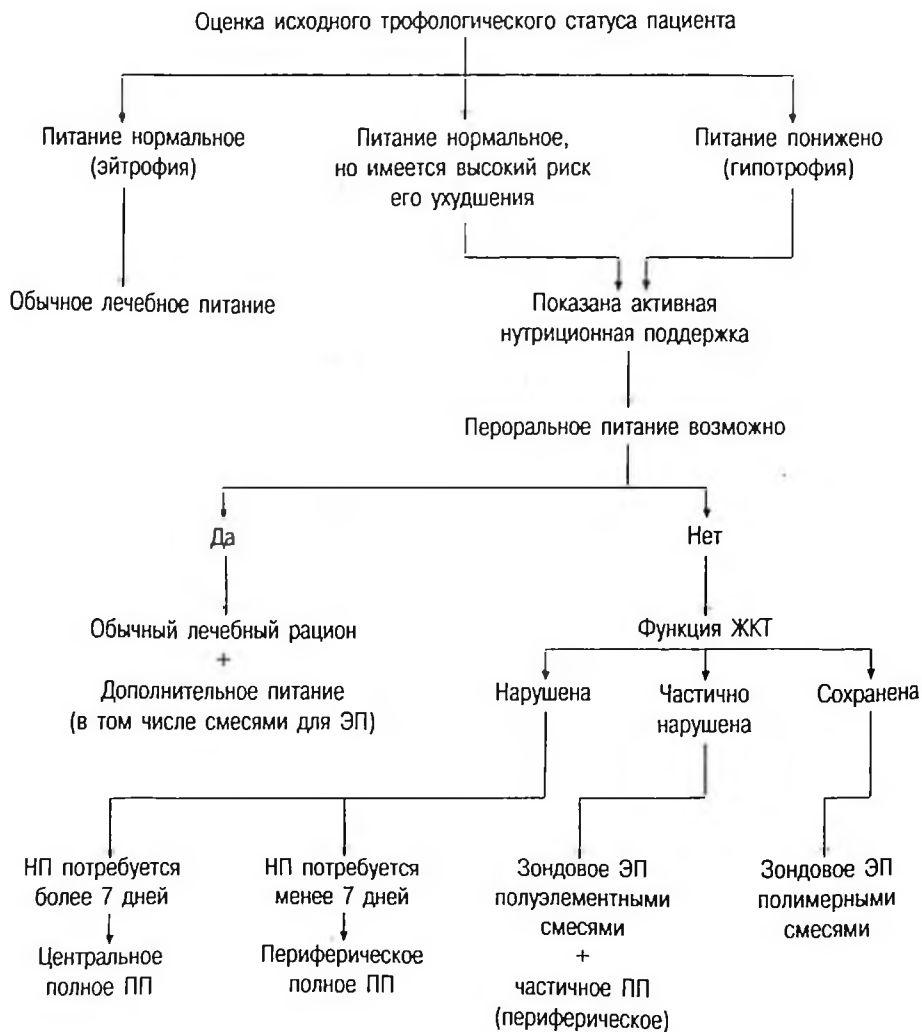 Оценка исходного трофологического статуса пациента
Питание нормальное
(эйтрофия)
Питание нормальное,
но имеется высокий риск
его ухудшения
Питание понижено
(гипотрофия)
Обычное лечебное питание
Показана активная
нутриционная поддержка
Пероральное питание возможно
Да
Нет
Обычный лечебный рацион
+
Дополнительное питание
(в том числе смесями для ЭП)
Функция ЖКТ
Нарушена
Частично
нарушена
Сохранена
НП потребуется
более 7 дней
НП потребуется
менее 7 дней
Зондовое ЭП
полуэлементными
смесями
+
частичное ПП
(периферическое)
Зондовое ЭП
полимерными
смесями
Центральное
полное ПП
Периферическое
полное ПП